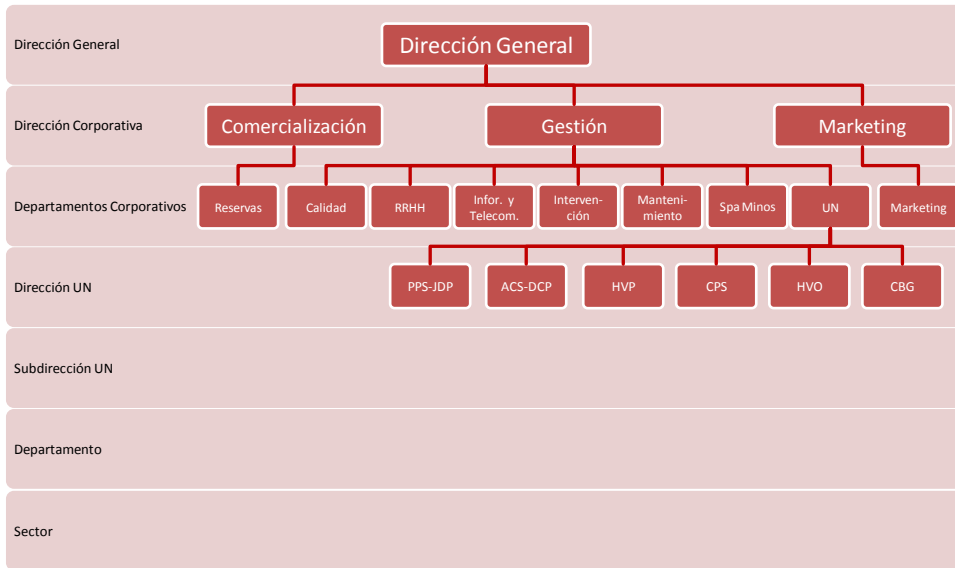 Dirección General
Dirección General
Dirección Corporativa
Comercialización
Gestión
Marketing
Departamentos Corporativos
Reservas
Calidad
RRHH
Infor. y
Telecom.
Interven-
ción
Manteni-
miento
Spa Minos
UN
Marketing
Dirección UN
PPS-JDP
ACS-DCP
HVP
CPS
HVO
CBG
Subdirección UN
Departamento
Sector